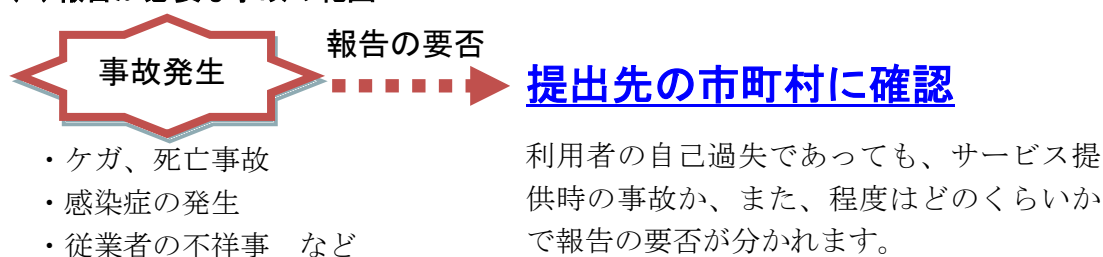 報告の要否
事故発生
提出先の市町村に確認
・ケガ、死亡事故
・感染症の発生
・従業者の不祥事　など
利用者の自己過失であっても、サービス提
供時の事故か、また、程度はどのくらいか
で報告の要否が分かれます。